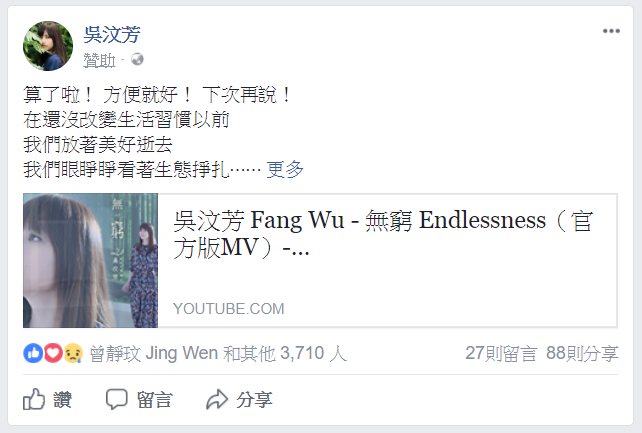 吳汶芳
贊助 ·
算了啦！ 方便就好！ 下次再說！
在還沒改變生活習慣以前
我們放著美好逝去
我們眼睜睜看著生態掙扎⋯⋯ 更多
無窮
吳汶芳 Fang Wu - 無窮 Endlessness（官
方版MV）-...
YOUTUBE.COM
曾靜玟 Jing Wen 和其他 3,710 人
27則留言 88則分享
讚 留言 分享